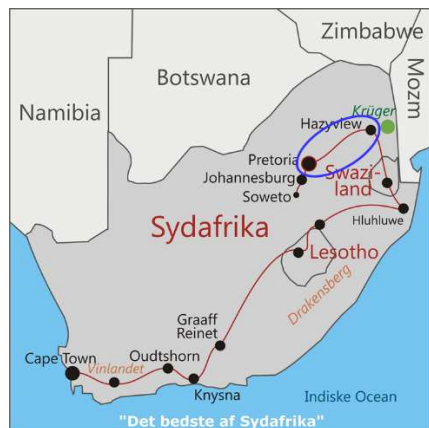 Zimbabwe
Botswana
Mozm
Namibia
Krüger
Hazyview
Pretoria
Johannesburg
Swazi-
land
Soweto
Hluhluwe
Sydafrika
Lesotho
Drakensberg
Graaff
Reinet
Cape Town
Vinlandet
Oudtshorn
Knysna
Indiske Ocean
"Det bedste af Sydafrika"